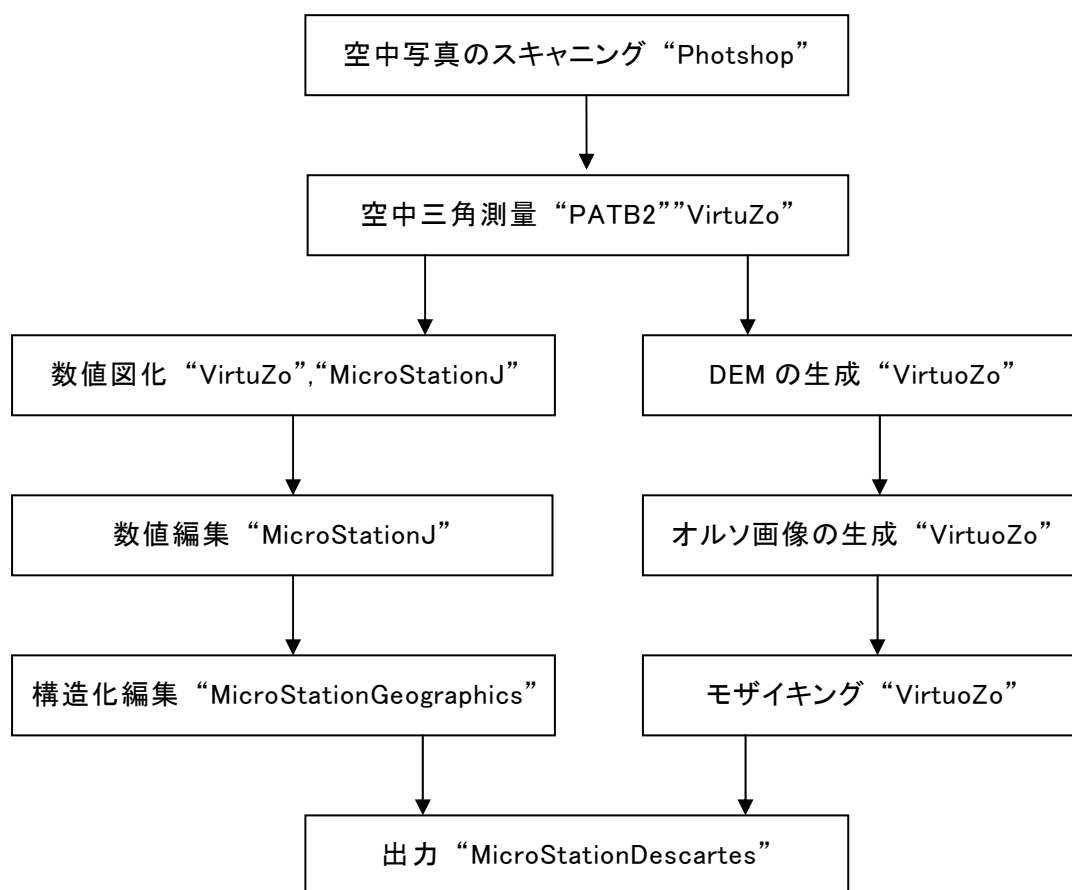 空中写真のスキャニング “Photshop”
空中三角測量 “PATB2””VirtuZo”
数値図化 “VirtuZo”,“MicroStationJ”
DEM の生成 “VirtuoZo”
数値編集 “MicroStationJ”
オルソ画像の生成 “VirtuoZo”
構造化編集 “MicroStationGeographics”
モザイキング “VirtuoZo”
出力 “MicroStationDescartes”